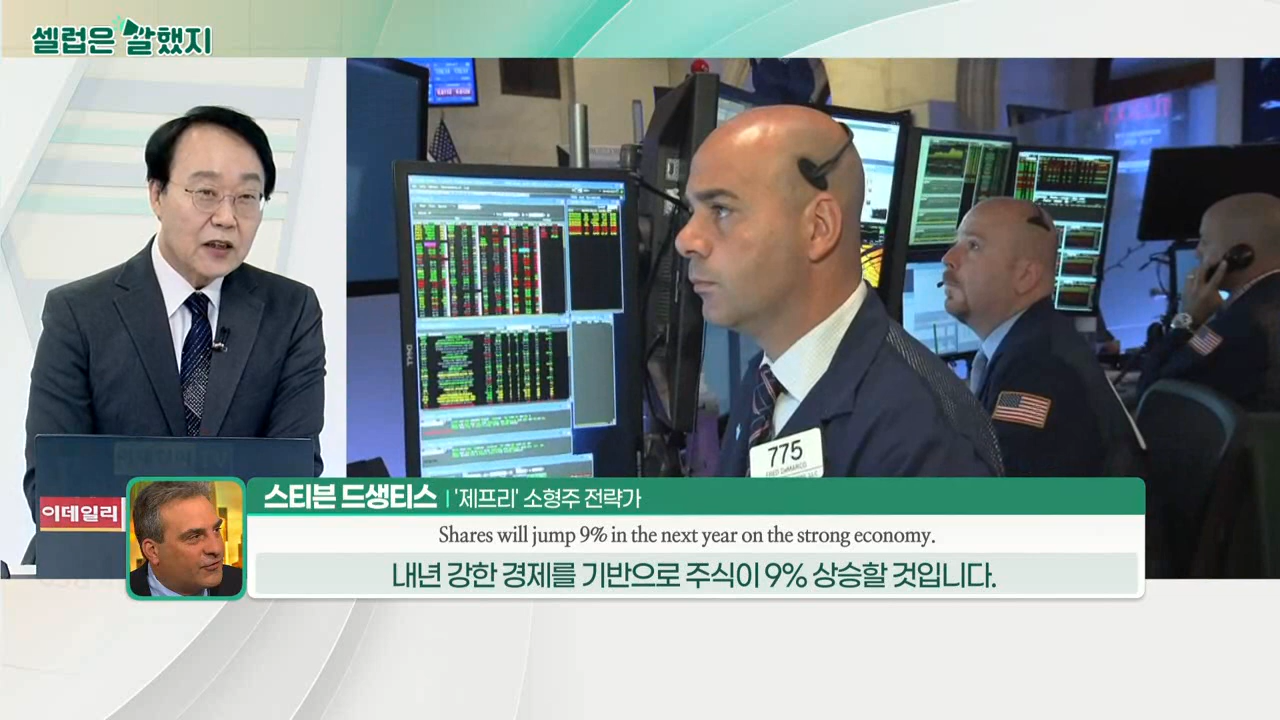 셀럽은 말했지
775
FRED DEMARCO
DELL
이데일리
스티븐 드생티스 | '제프리' 소형주 전략가
Shares will jump 9% in the next year on the strong economy.
내년 강한 경제를 기반으로 주식이 9% 상승할 것입니다.